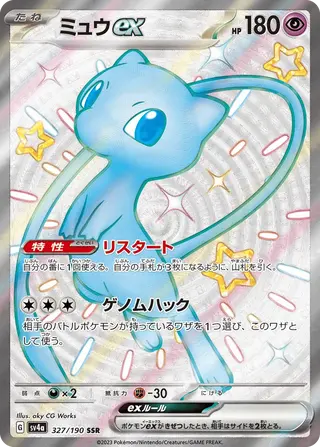 たね ミュウex HP 180
特性 とくせい リスタート
自分の番に1回使える。自分の手札が3枚になるように、山札を引く。
ゲノムハック
相手のバトルポケモンが持っているワザを1つ選び、このワザとして使う。
弱点 ×2 抵抗力 -30 にげる
exルール
ポケモンexがきぜつしたとき、相手はサイドを2枚とる。
Illus. aky CG Works
G sv4a 327/190 SSR
©2023 Pokémon/Nintendo/Creatures/GAME FREAK.